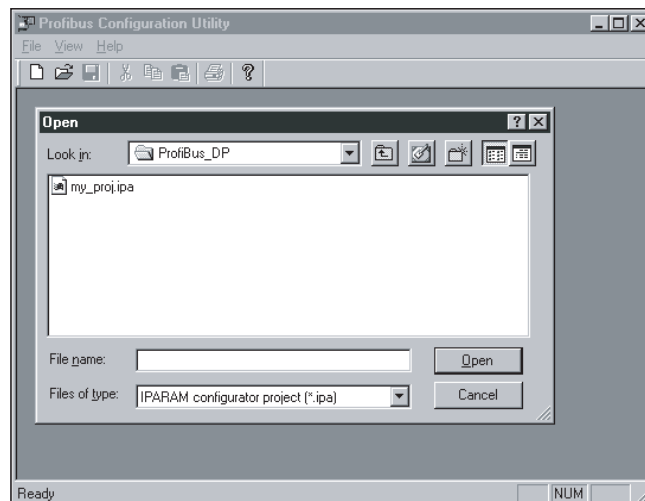 Profibus Configuration Utility
File View Help
Open
Look in: ProfiBus_DP
my_proj.ipa
File name:
Open
Files of type: IPARAM configurator project (*.ipa)
Cancel
Ready
NUM